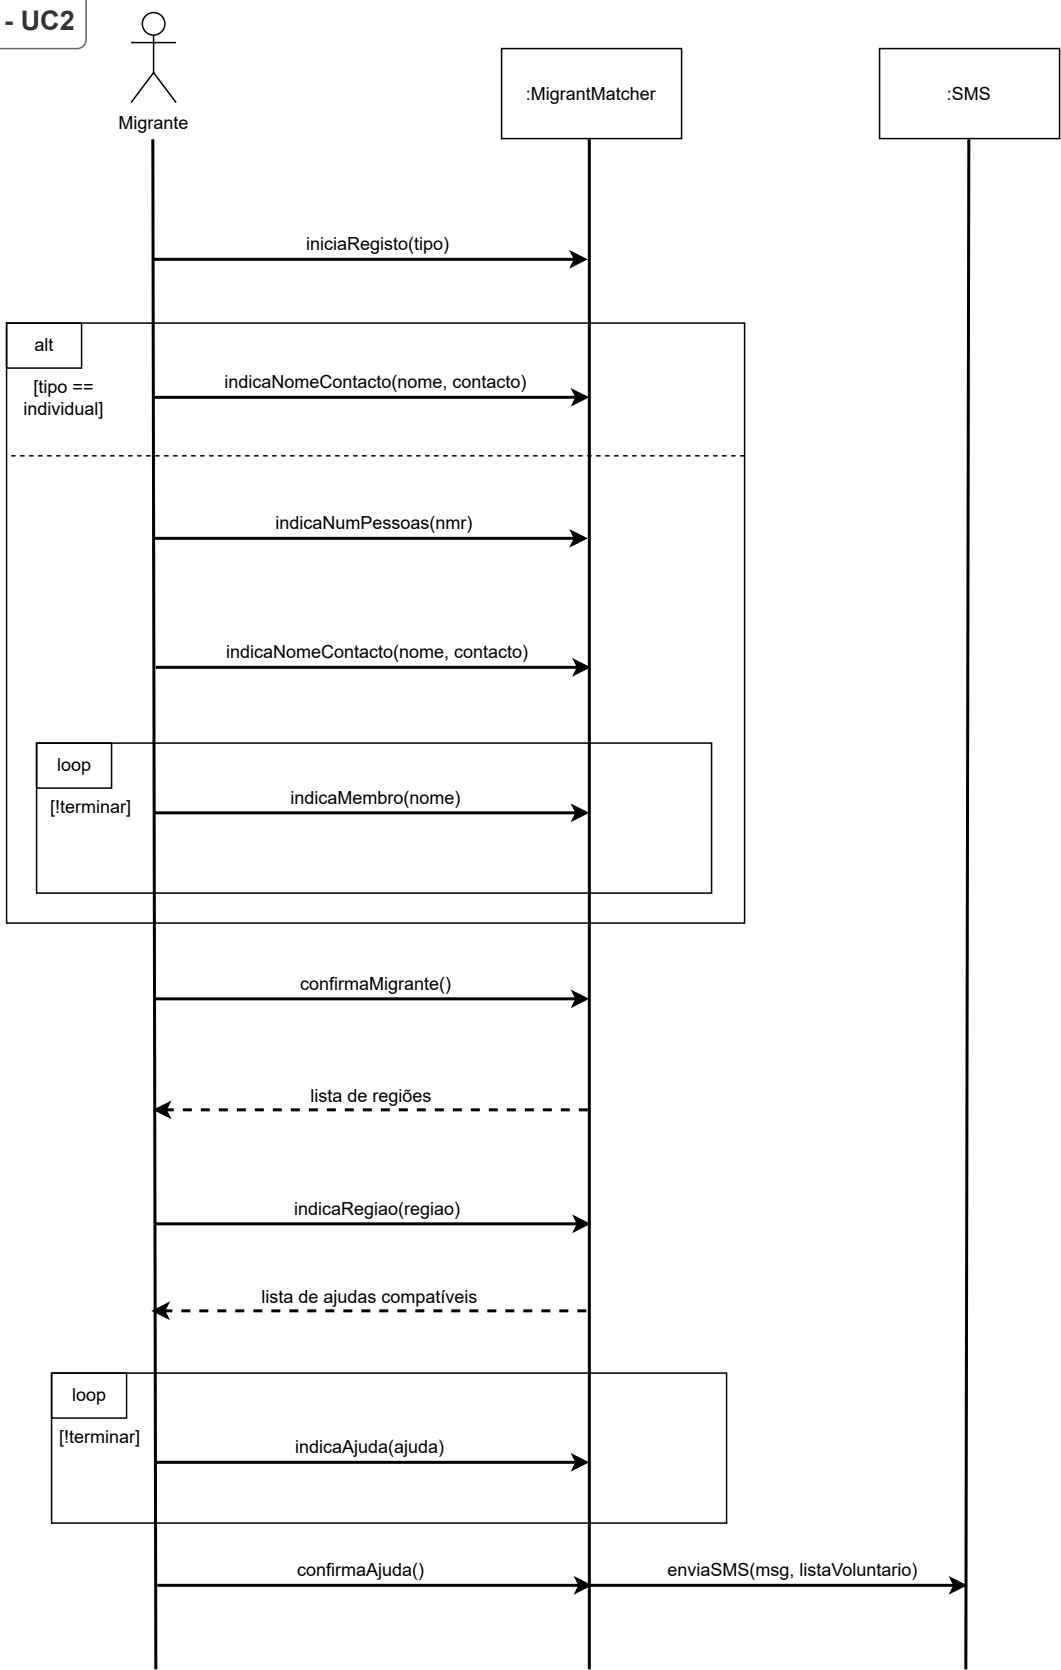 - UC2
Migrante
:MigrantMatcher
:SMS
iniciaRegisto(tipo)
alt
[tipo ==
individual]
indicaNomeContacto(nome, contacto)
indicaNumPessoas(nmr)
indicaNomeContacto(nome, contacto)
loop
[!terminar]
indicaMembro(nome)
confirmaMigrante()
lista de regiões
indicaRegiao(regiao)
lista de ajudas compatíveis
loop
[!terminar]
indicaAjuda(ajuda)
confirmaAjuda()
enviaSMS(msg, listaVoluntario)